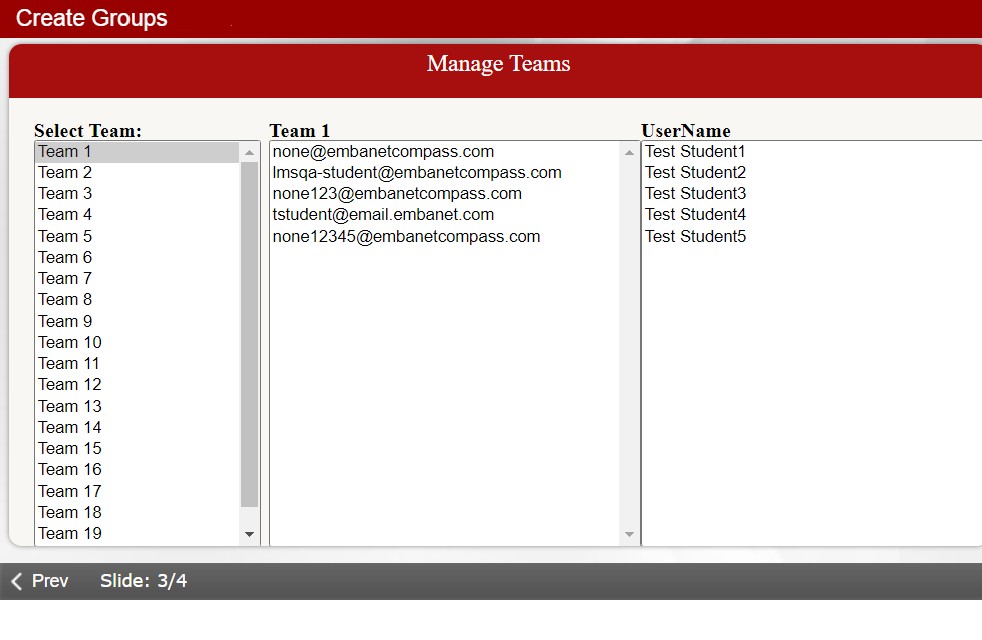 Create Groups
Manage Teams
Select Team:
Team 1
Team 2
Team 3
Team 4
Team 5
Team 6
Team 7
Team 8
Team 9
Team 10
Team 11
Team 12
Team 13
Team 14
Team 15
Team 16
Team 17
Team 18
Team 19
Team 1
none@embanetcompass.com
lmsqa-student@embanetcompass.com
none123@embanetcompass.com
tstudent@email.embanet.com
none12345@embanetcompass.com
UserName
Test Student1
Test Student2
Test Student3
Test Student4
Test Student5
Prev Slide: 3/4